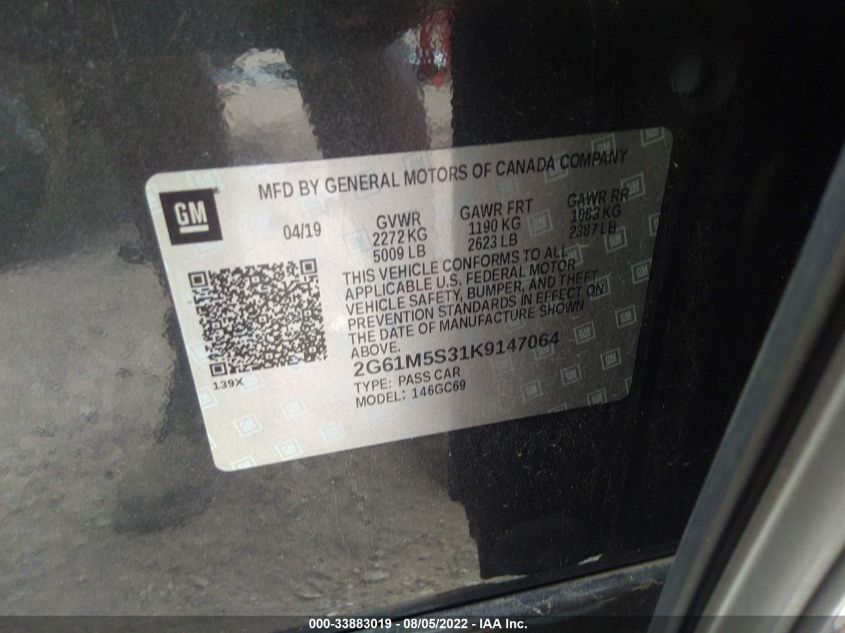 MFD BY GENERAL MOTORS OF CANADA COMPANY
GM
04/19
GVWR
2272 KG
5009 LB
GAWR FRT
1190 KG
2623 LB
GAWR RR
1083 KG
2387 LB
THIS VEHICLE CONFORMS TO ALL
APPLICABLE U.S. FEDERAL MOTOR
VEHICLE SAFETY, BUMPER, AND THEFT
PREVENTION STANDARDS IN EFFECT ON
THE DATE OF MANUFACTURE SHOWN
ABOVE.
2G61M5S31K9147064
TYPE: PASS CAR
MODEL: 146GC69
139X
000-33883019 - 08/05/2022 - IAA Inc.